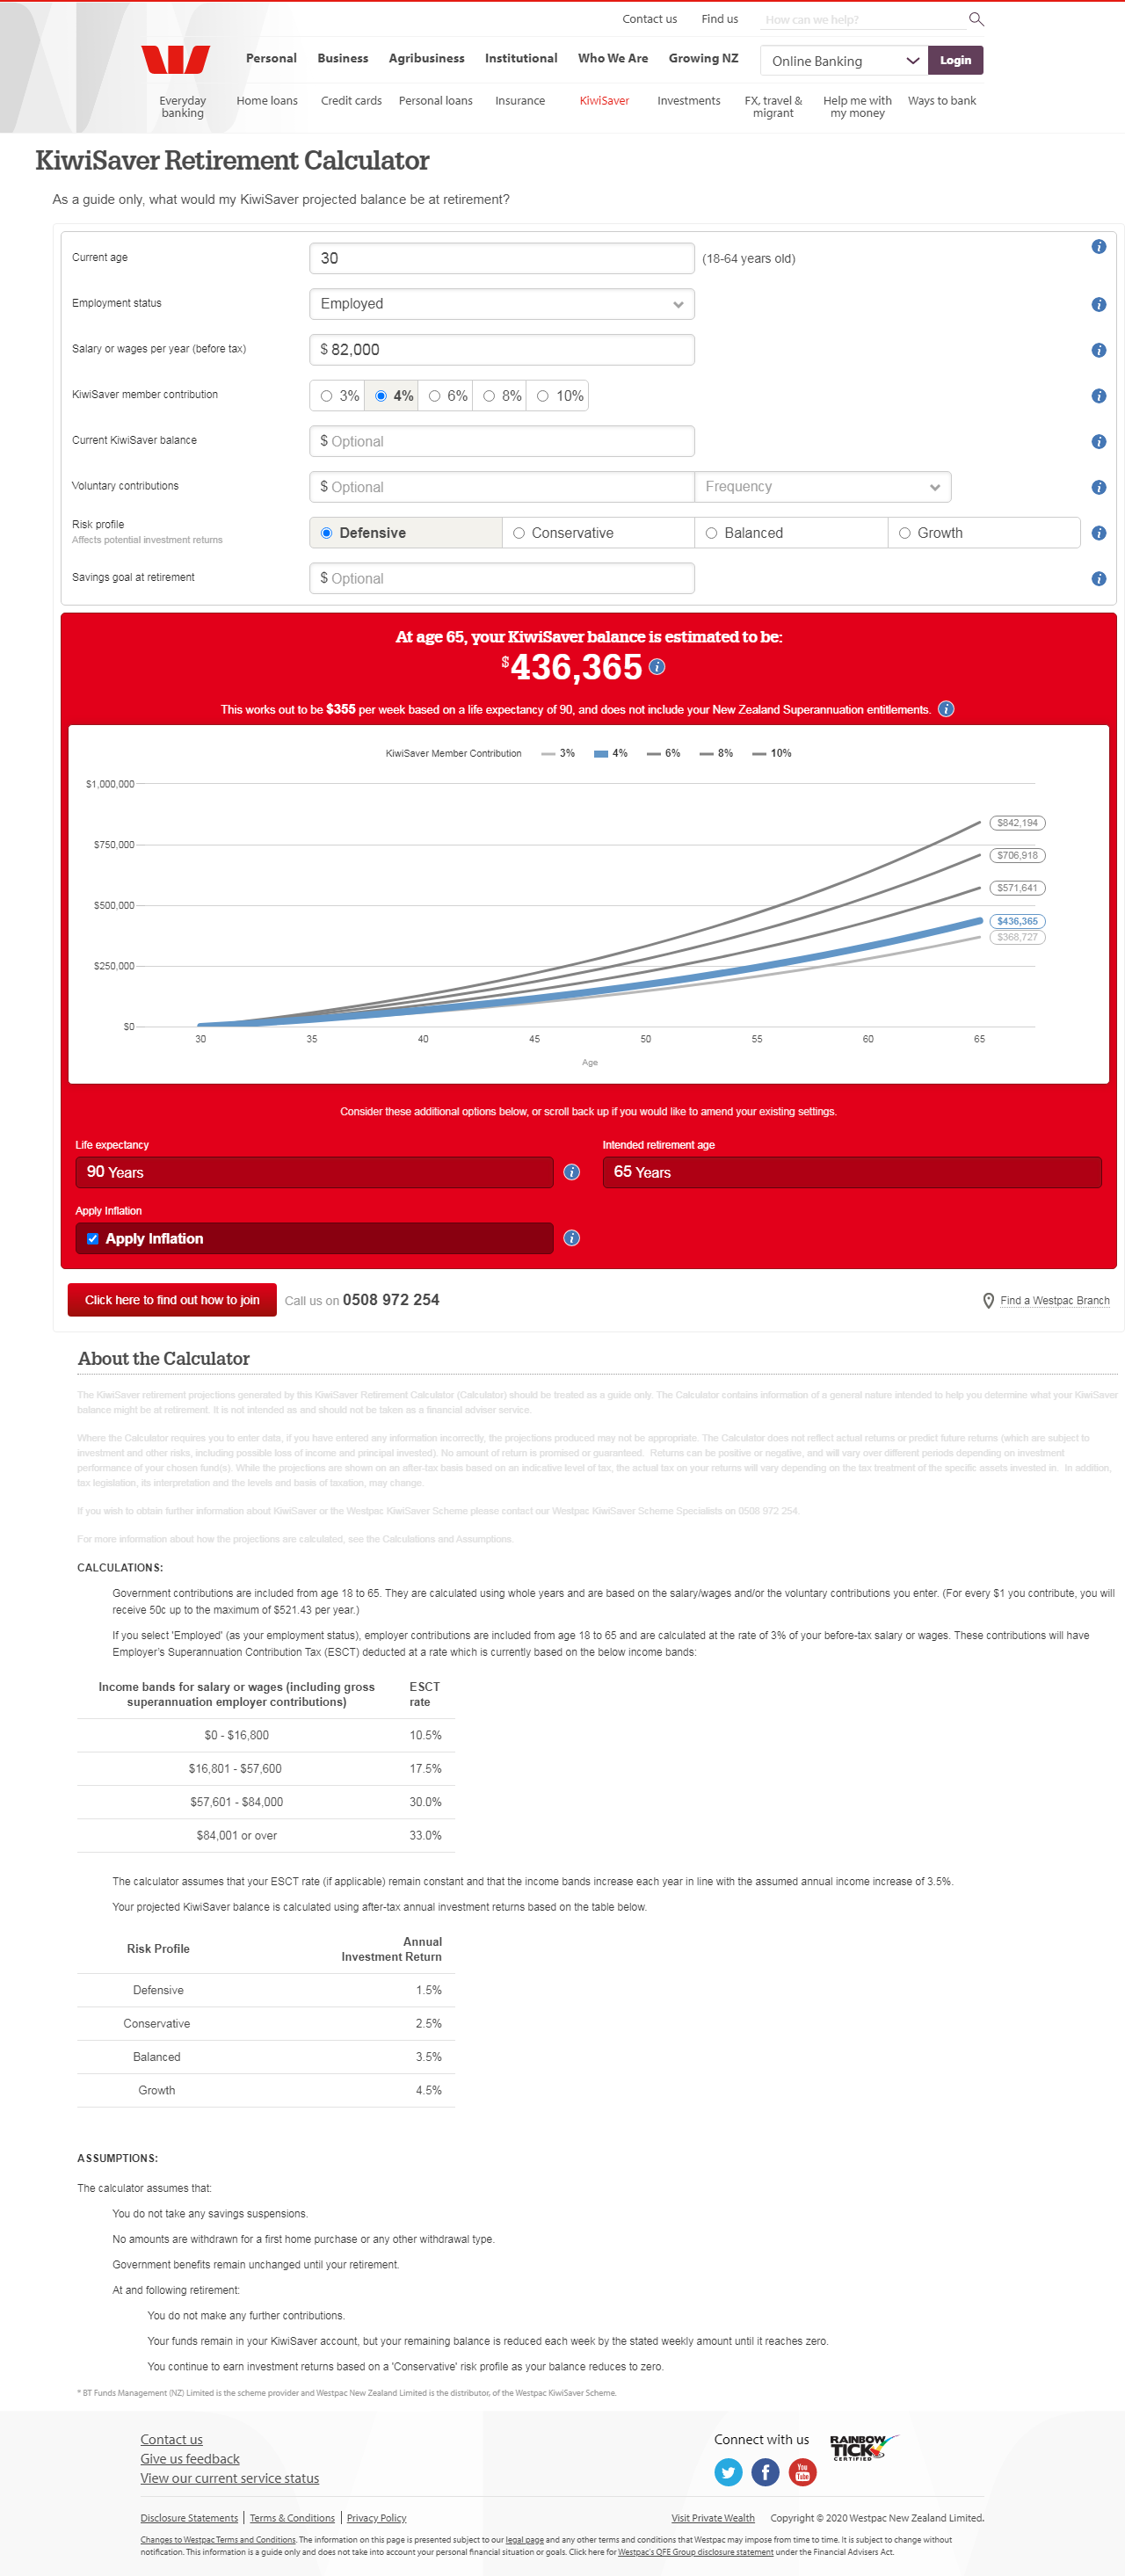 Contact us Find us How can we help?
Personal Business Agribusiness Institutional Who We Are Growing NZ Online Banking Login
Everyday banking Home loans Credit cards Personal loans Insurance KiwiSaver Investments FX, travel & migrant Help me with my money Ways to bank
KiwiSaver Retirement Calculator
As a guide only, what would my KiwiSaver projected balance be at retirement?
Current age 30 (18-64 years old)
Employment status Employed
Salary or wages per year (before tax) $ 82,000
KiwiSaver member contribution 3% 4% 6% 8% 10%
Current KiwiSaver balance $ Optional
Voluntary contributions $ Optional Frequency
Risk profile Defensive Conservative Balanced Growth
Affects potential investment returns
Savings goal at retirement $ Optional
At age 65, your KiwiSaver balance is estimated to be:
$436,365
This works out to be $355 per week based on a life expectancy of 90, and does not include your New Zealand Superannuation entitlements.
KiwiSaver Member Contribution 3% 4% 6% 8% 10%
$1,000,000
$842,194
$750,000
$706,918
$571,641
$500,000
$436,365
$368,727
$250,000
$0
30 35 40 45 50 55 60 65
Age
Consider these additional options below, or scroll back up if you would like to amend your existing settings.
Life expectancy Intended retirement age
90 Years 65 Years
Apply Inflation
Apply Inflation
Click here to find out how to join Call us on 0508 972 254 Find a Westpac Branch
About the Calculator
The KiwiSaver retirement projections generated by this KiwiSaver Retirement Calculator (Calculator) should be treated as a guide only. The Calculator contains information of a general nature intended to help you determine what your KiwiSaver
balance might be at retirement. It is not intended as and should not be taken as a financial adviser service.
Where the Calculator requires you to enter data, if you have entered any information incorrectly, the projections produced may not be appropriate. The Calculator does not reflect actual returns or predict future returns (which are subject to
investment and other risks, including possible loss of income and principal invested). No amount of return is promised or guaranteed. Returns can be positive or negative, and will vary over different periods depending on investment
performance of your chosen fund(s). While the projections are shown on an after-tax basis based on an indicative level of tax, the actual tax on your returns will vary depending on the tax treatment of the specific assets invested in. In addition,
tax legislation, its interpretation and the levels and basis of taxation, may change.
If you wish to obtain further information about KiwiSaver or the Westpac KiwiSaver Scheme please contact our Westpac KiwiSaver Scheme Specialists on 0508 972 254.
For more information about how the projections are calculated, see the Calculations and Assumptions.
CALCULATIONS:
Government contributions are included from age 18 to 65. They are calculated using whole years and are based on the salary/wages and/or the voluntary contributions you enter. (For every $1 you contribute, you will
receive 50c up to the maximum of $521.43 per year.)
If you select 'Employed' (as your employment status), employer contributions are included from age 18 to 65 and are calculated at the rate of 3% of your before-tax salary or wages. These contributions will have
Employer's Superannuation Contribution Tax (ESCT) deducted at a rate which is currently based on the below income bands:
Income bands for salary or wages (including gross superannuation employer contributions) ESCT rate
$0 - $16,800 10.5%
$16,801 - $57,600 17.5%
$57,601 - $84,000 30.0%
$84,001 or over 33.0%
The calculator assumes that your ESCT rate (if applicable) remain constant and that the income bands increase each year in line with the assumed annual income increase of 3.5%.
Your projected KiwiSaver balance is calculated using after-tax annual investment returns based on the table below.
Risk Profile Annual Investment Return
Defensive 1.5%
Conservative 2.5%
Balanced 3.5%
Growth 4.5%
ASSUMPTIONS:
The calculator assumes that:
You do not take any savings suspensions.
No amounts are withdrawn for a first home purchase or any other withdrawal type.
Government benefits remain unchanged until your retirement.
At and following retirement:
You do not make any further contributions.
Your funds remain in your KiwiSaver account, but your remaining balance is reduced each week by the stated weekly amount until it reaches zero.
You continue to earn investment returns based on a 'Conservative' risk profile as your balance reduces to zero.
* BT Funds Management (NZ) Limited is the scheme provider and Westpac New Zealand Limited is the distributor, of the Westpac KiwiSaver Scheme.
Contact us Connect with us RAINBOW TICK CERTIFIED
Give us feedback
View our current service status
Disclosure Statements Terms & Conditions Privacy Policy Visit Private Wealth Copyright © 2020 Westpac New Zealand Limited.
Changes to Westpac Terms and Conditions. The information on this page is presented subject to our legal page and any other terms and conditions that Westpac may impose from time to time. It is subject to change without
notification. This information is a guide only and does not take into account your personal financial situation or goals. Click here for Westpac's QFE Group disclosure statement under the Financial Advisers Act.